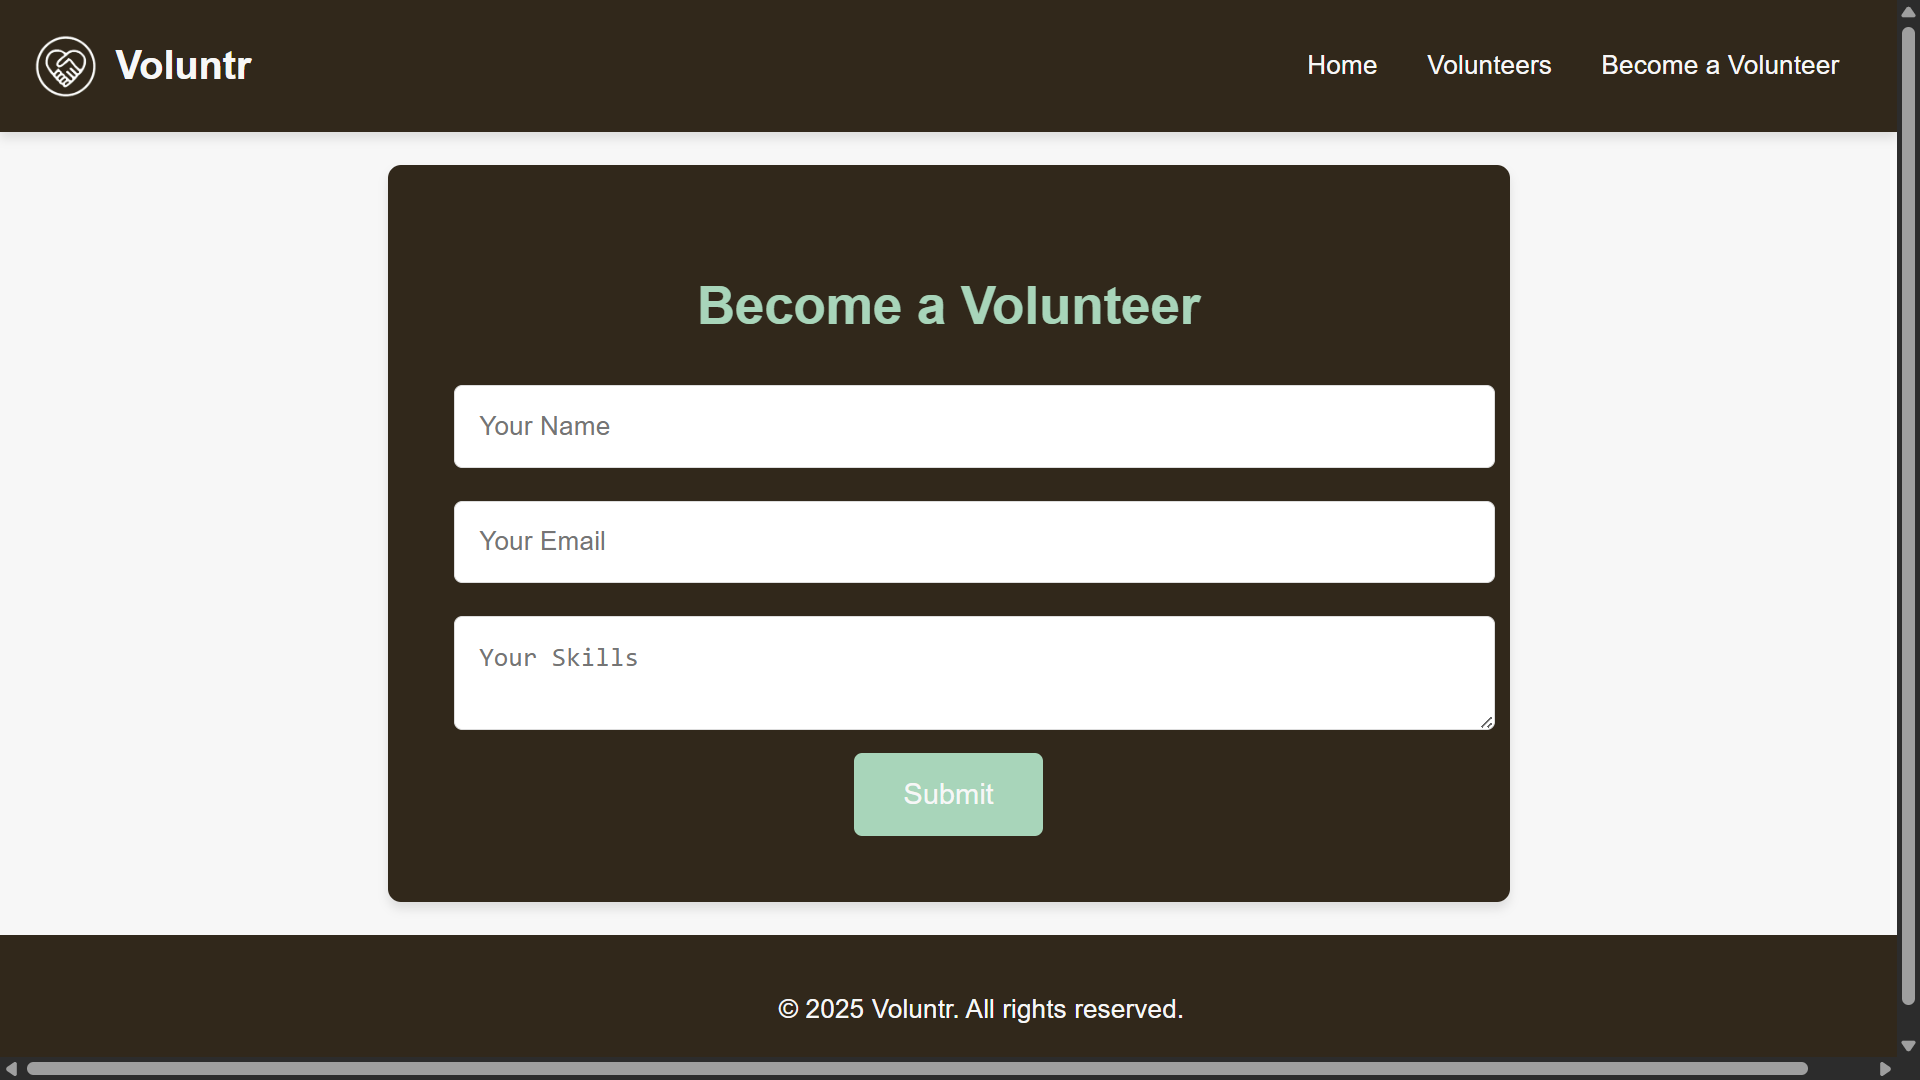 Voluntr
Home
Volunteers
Become a Volunteer
Become a Volunteer
Your Name
Your Email
Your Skills
Submit
© 2025 Voluntr. All rights reserved.